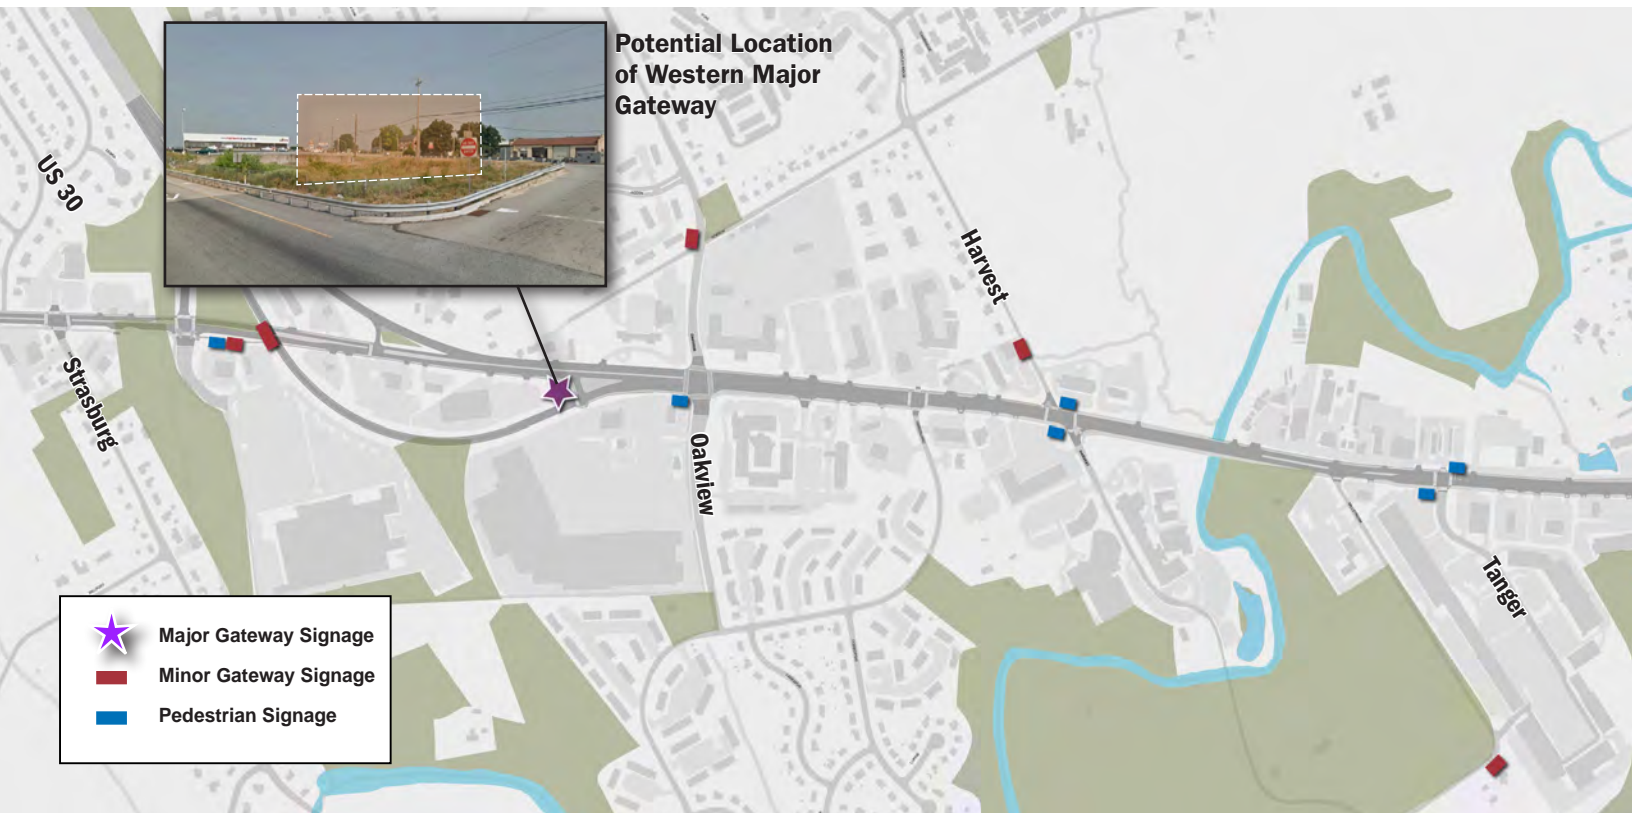 Potential Location
of Western Major
Gateway
US 30
Harvest
Strasburg
Oakview
Tanger
Major Gateway Signage
Minor Gateway Signage
Pedestrian Signage